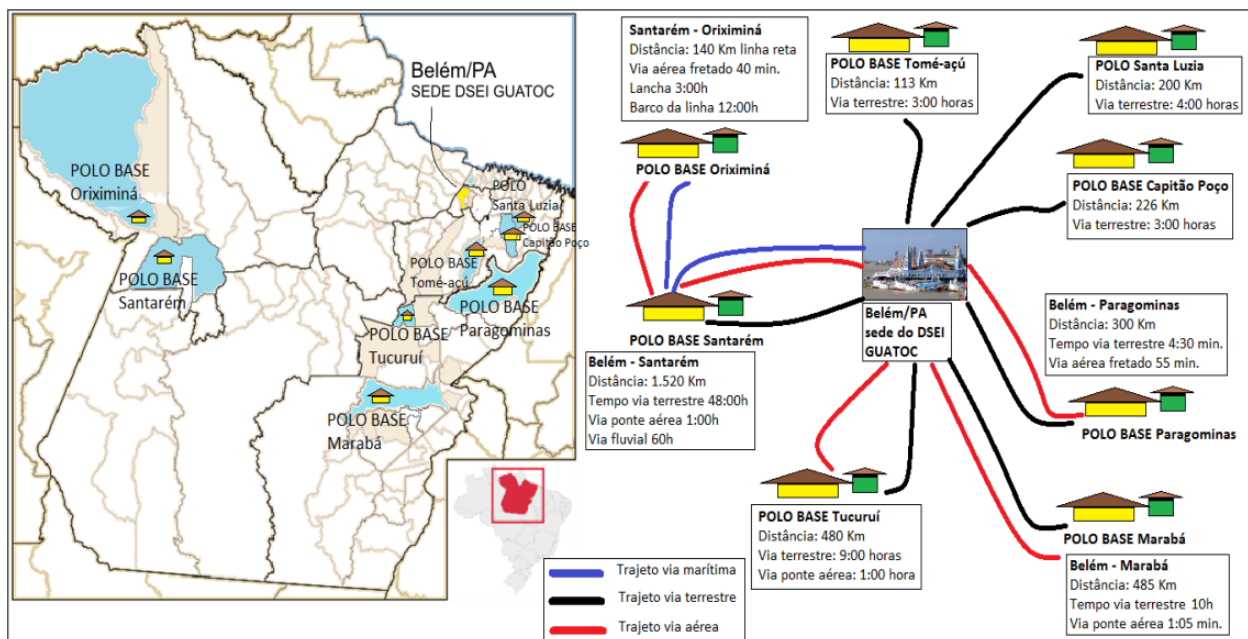 Belém/PA
SEDE DSEI GUATOC
POLO BASE
Oriximiná
POLO
Santa Luzia
POLO BASE
Capitão Poço
POLO BASE
Tomé-açú
POLO BASE
Santarém
POLO BASE
Paragominas
POLO BASE
Tucuruí
POLO BASE
Marabá
Santarém - Oriximiná
Distância: 140 Km linha reta
Via aérea fretado 40 min.
Lancha 3:00h
Barco da linha 12:00h
POLO BASE Oriximiná
POLO BASE Tomé-açú
Distância: 113 Km
Via terrestre: 3:00 horas
POLO Santa Luzia
Distância: 200 Km
Via terrestre: 4:00 horas
POLO BASE Capitão Poço
Distância: 226 Km
Via terrestre: 3:00 horas
Belém/PA
sede do DSEI
GUATOC
POLO BASE Santarém
Belém - Santarém
Distância: 1.520 Km
Tempo via terrestre 48:00h
Via ponte aérea 1:00h
Via fluvial 60h
Belém - Paragominas
Distância: 300 Km
Tempo via terrestre 4:30 min.
Via aérea fretado 55 min.
POLO BASE Paragominas
POLO BASE Tucuruí
Distância: 480 Km
Via terrestre: 9:00 horas
Via ponte aérea: 1:00 hora
POLO BASE Marabá
Belém - Marabá
Distância: 485 Km
Tempo via terrestre 10h
Via ponte aérea 1:05 min.
Trajeto via marítima
Trajeto via terrestre
Trajeto via aérea